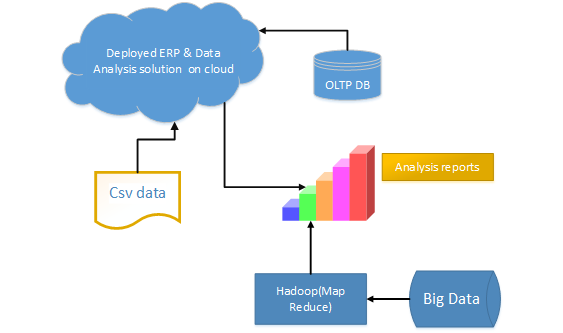 Deployed ERP & Data
Analysis solution on cloud
OLTP DB
Csv data
Analysis reports
Hadoop(Map
Reduce)
Big Data